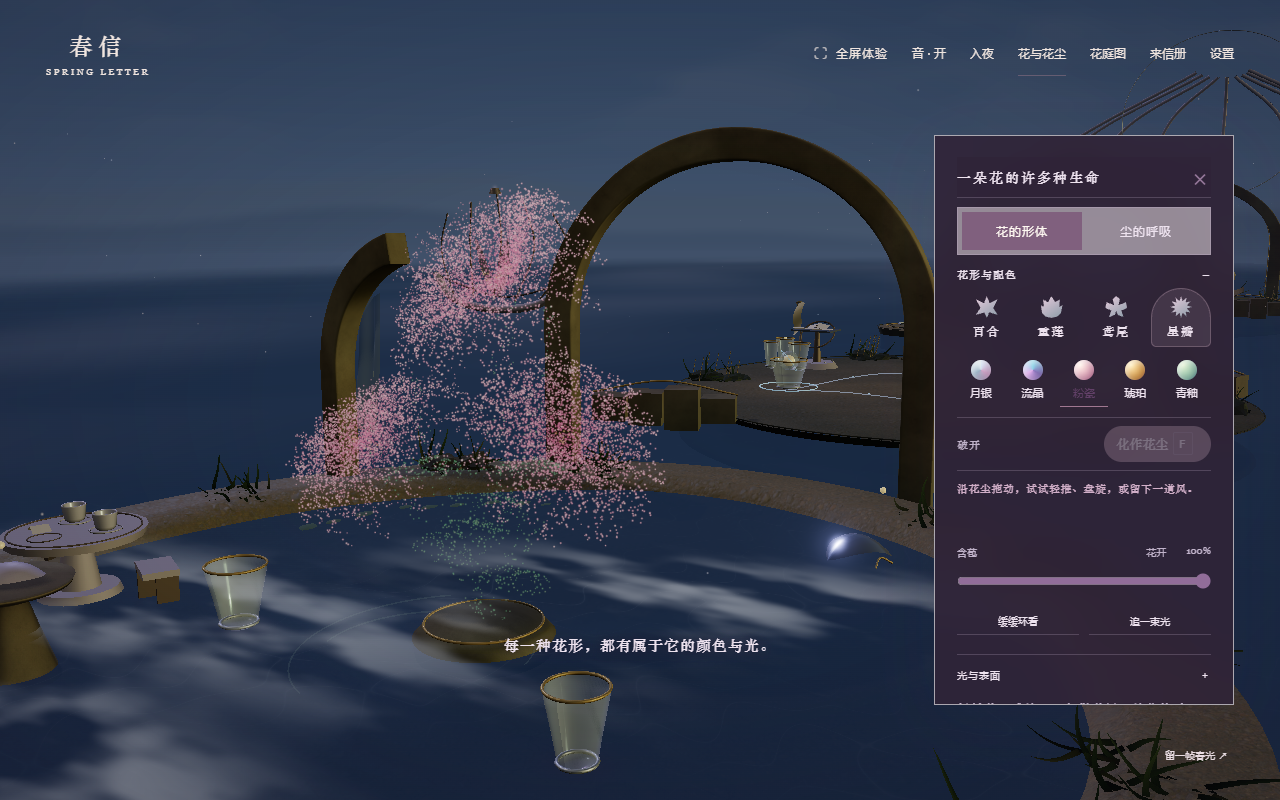 春信
SPRING LETTER
全屏体验 音·开 入夜 花与花尘 花庭图 来信册 设置
一朵花的许多种生命
花的形体 尘的呼吸
花形与配色
百合 重莲 鸢尾 星瓣
月银 流晶 粉瓷 琥珀 青釉
破开 化作花尘 F
沿花尘拖动，试试轻推、盘旋，或留下一道风。
含苞 花开 100%
缓缓环看 追一束光
光与表面 +
每一种花形，都有属于它的颜色与光。
留一帧春光 ↗